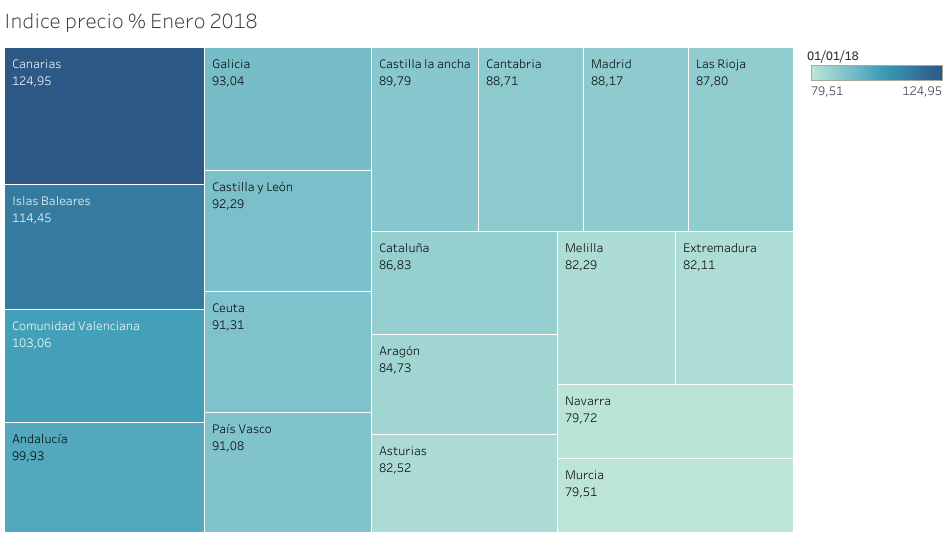 Indice precio % Enero 2018
Canarias
124,95
Islas Baleares
114,45
Comunidad Valenciana
103,06
Andalucía
99,93
Galicia
93,04
Castilla y León
92,29
Ceuta
91,31
País Vasco
91,08
Castilla la ancha
89,79
Cantabria
88,71
Madrid
88,17
Las Rioja
87,80
Cataluña
86,83
Aragón
84,73
Asturias
82,52
Melilla
82,29
Extremadura
82,11
Navarra
79,72
Murcia
79,51
01/01/18
79,51 124,95